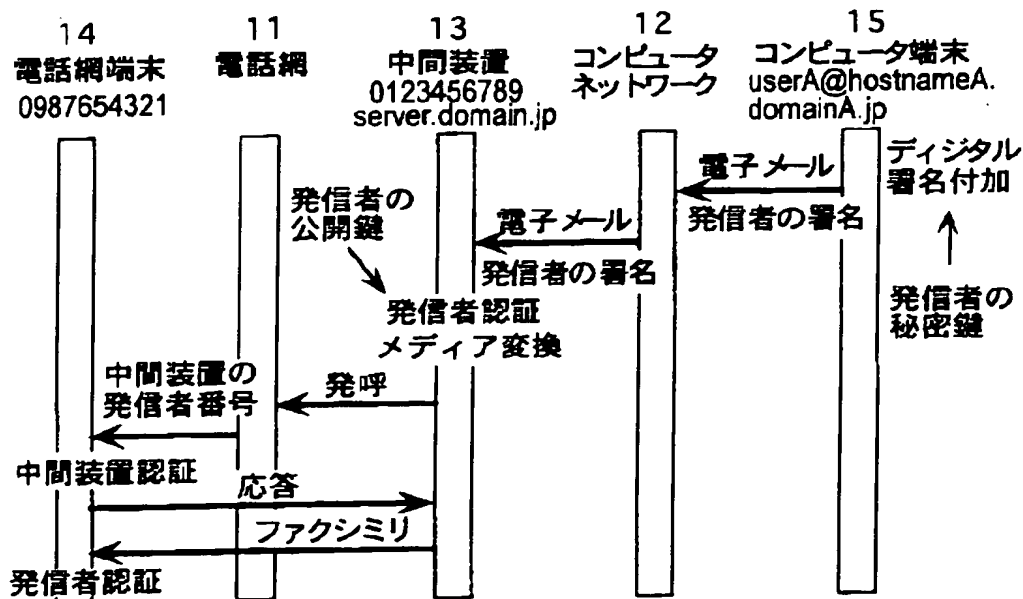 14
電話網端末
0987654321
11
電話網
13
中間装置
0123456789
server.domain.jp
12
コンピュータ
ネットワーク
15
コンピュータ端末
userA@hostnameA.
domainA.jp
電子メール
発信者の署名
ディジタル
署名付加
発信者の
秘密鍵
電子メール
発信者の署名
発信者の
公開鍵
発信者認証
メディア変換
発呼
中間装置の
発信者番号
中間装置認証
応答
ファクシミリ
発信者認証